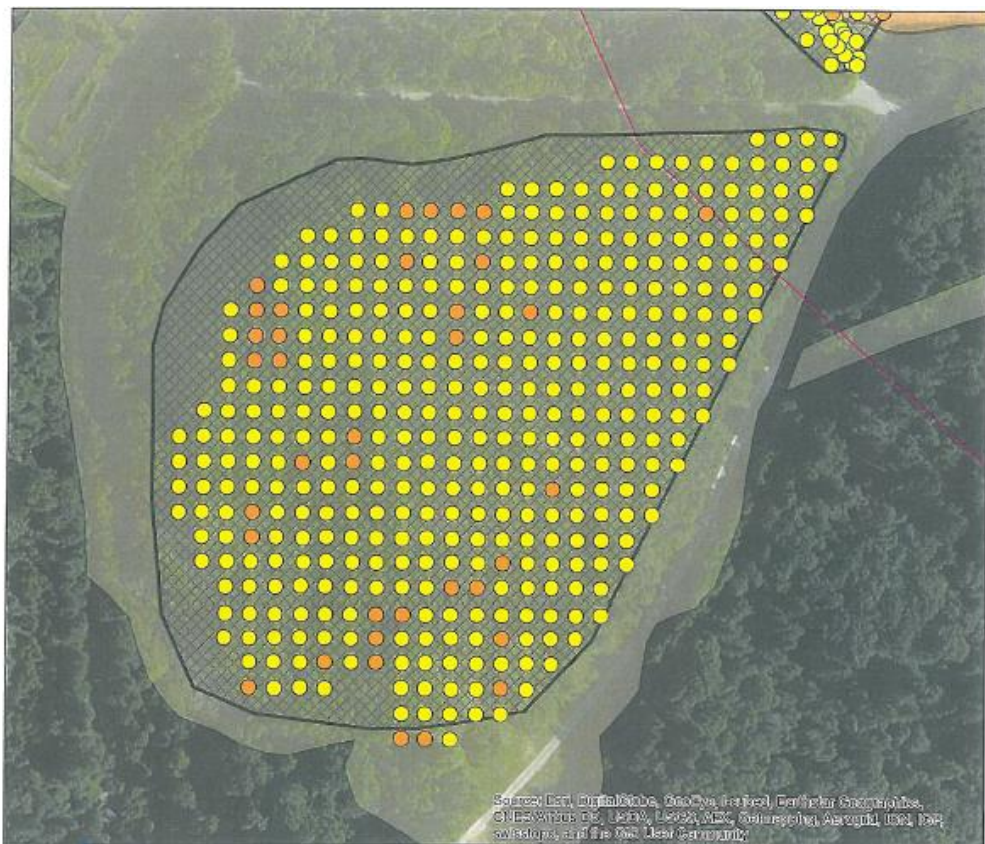 Source: Esri, DigitalGlobe, GeoEye, Earthstar Geographics,
CNES/Airbus DS, USDA, USGS, AEX, Getmapping, Aerogrid, IGN, IGP,
swisstopo, and the GIS User Community